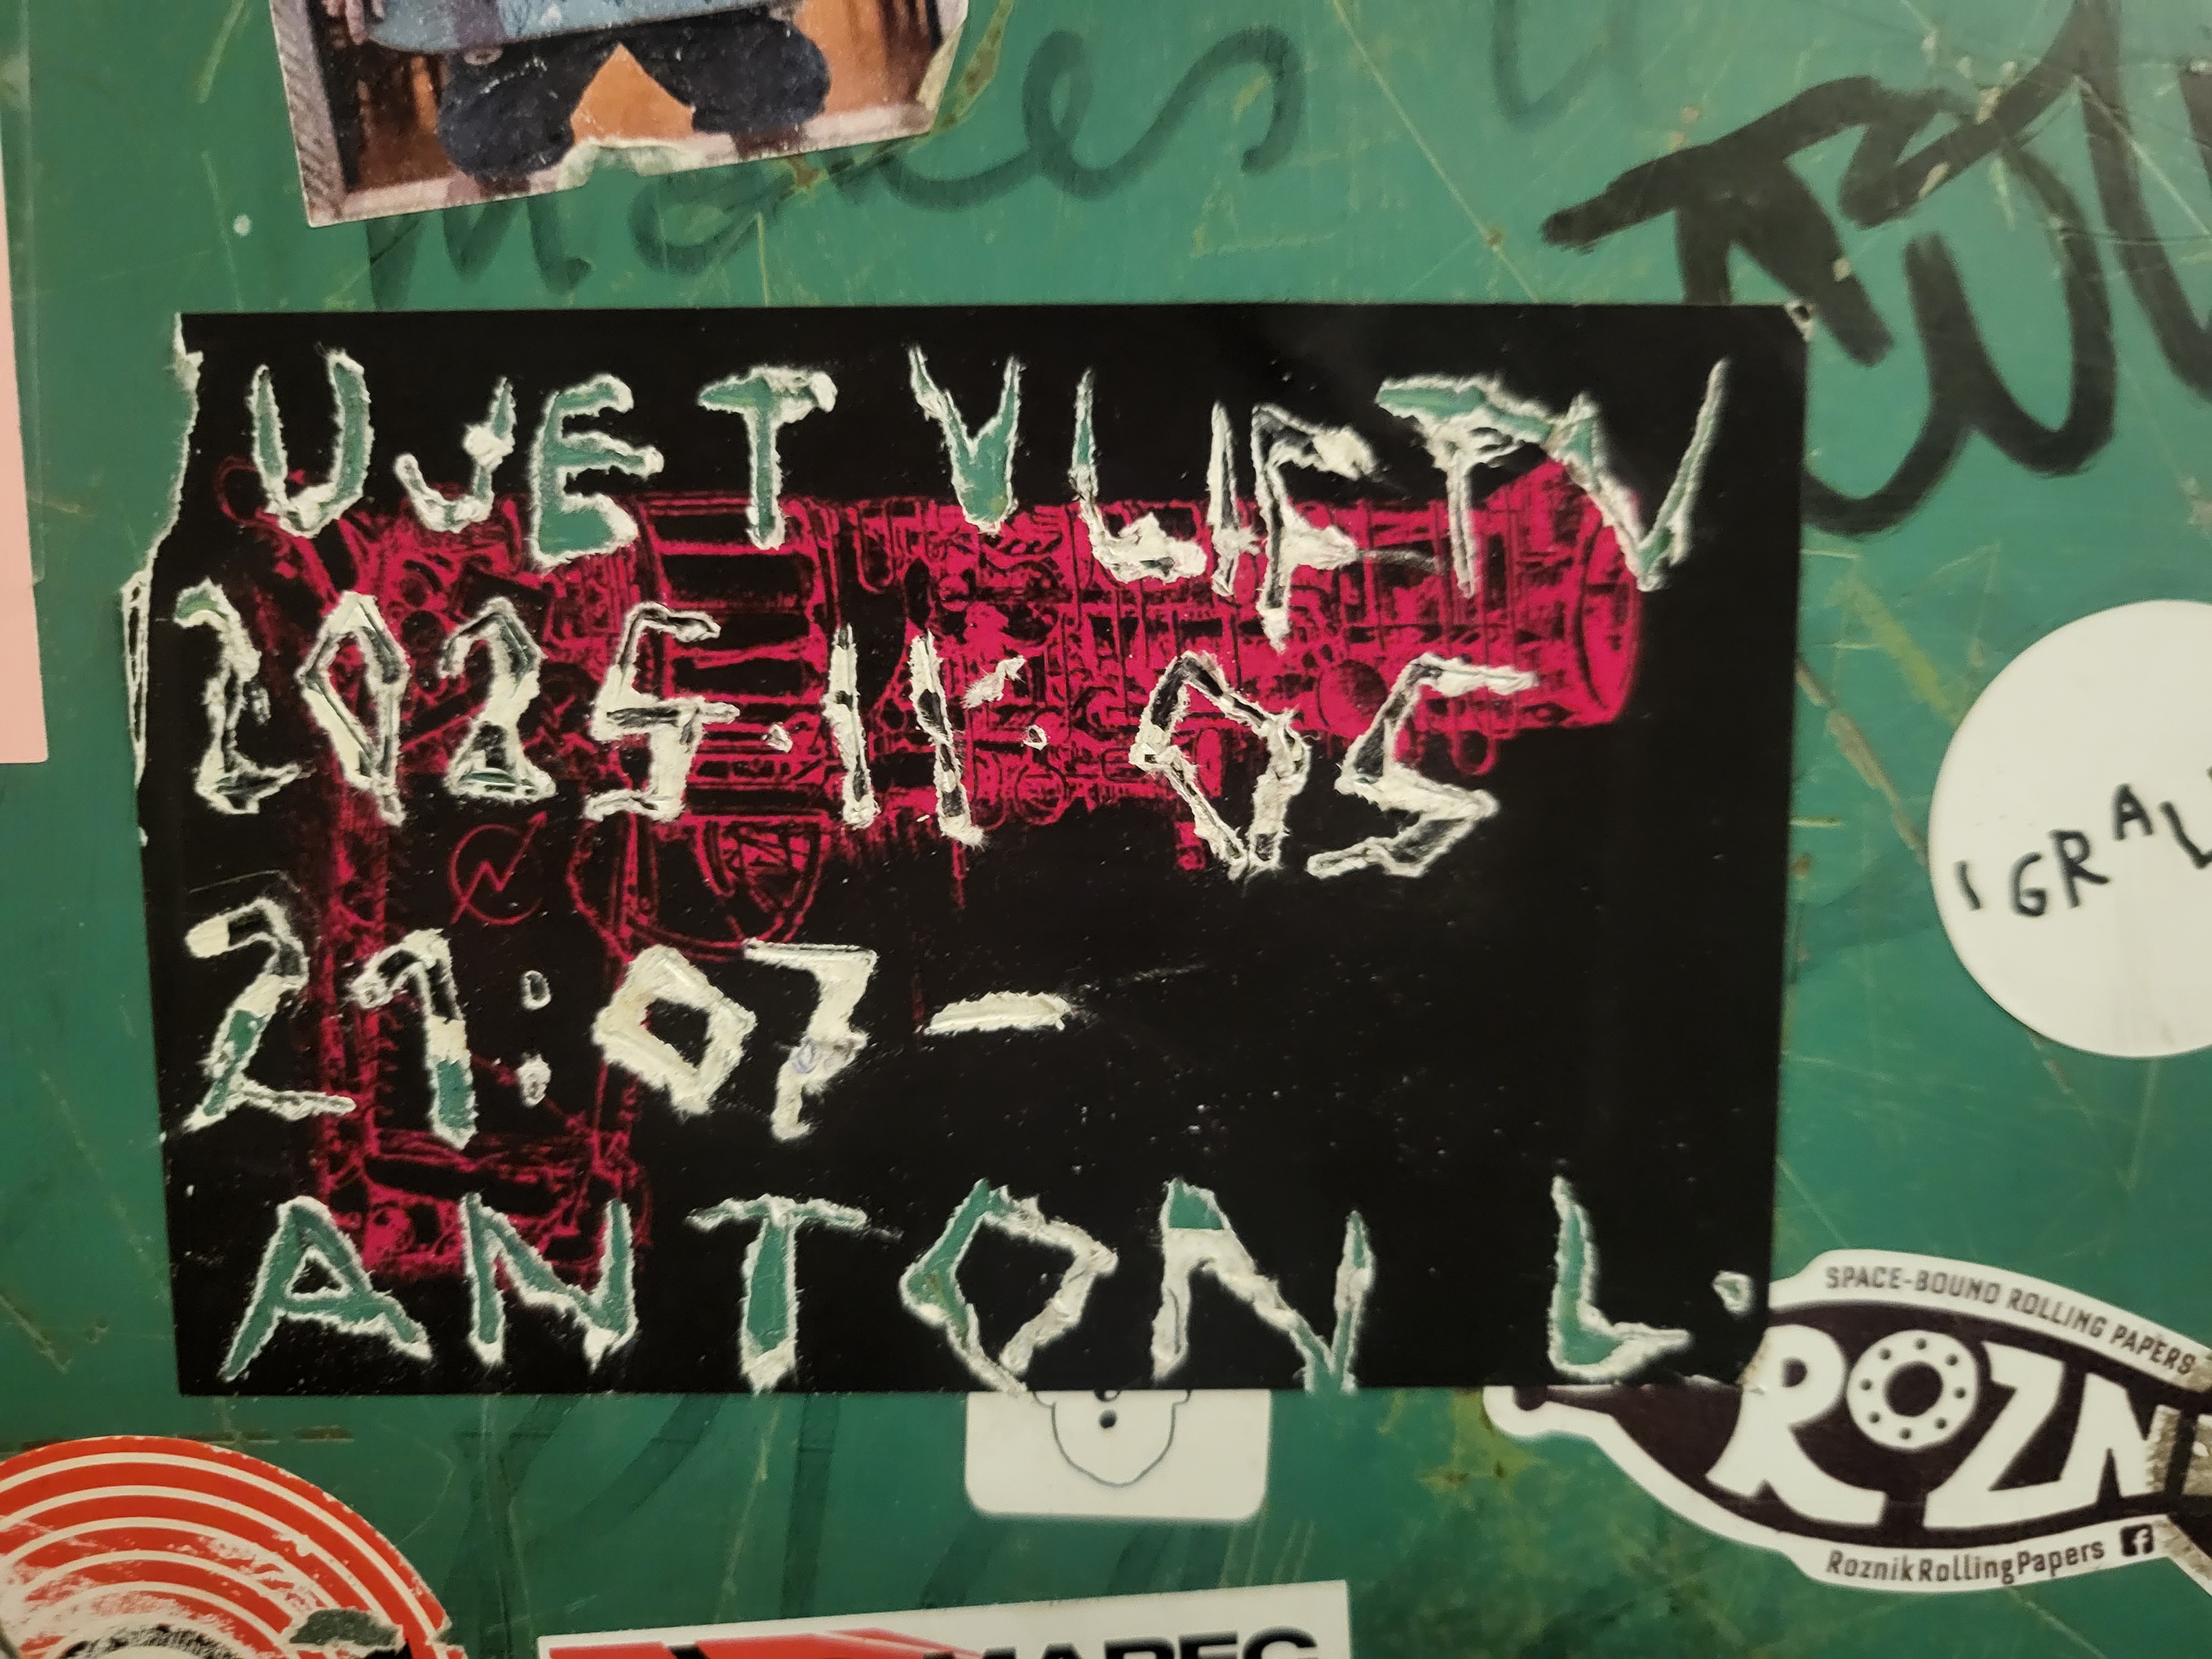 UJET V LIFTU
2025.11.05
21:07-
ANTON L.
IGRAL
SPACE-BOUND ROLLING PAPERS
ROZN
RoznikRollingPapers